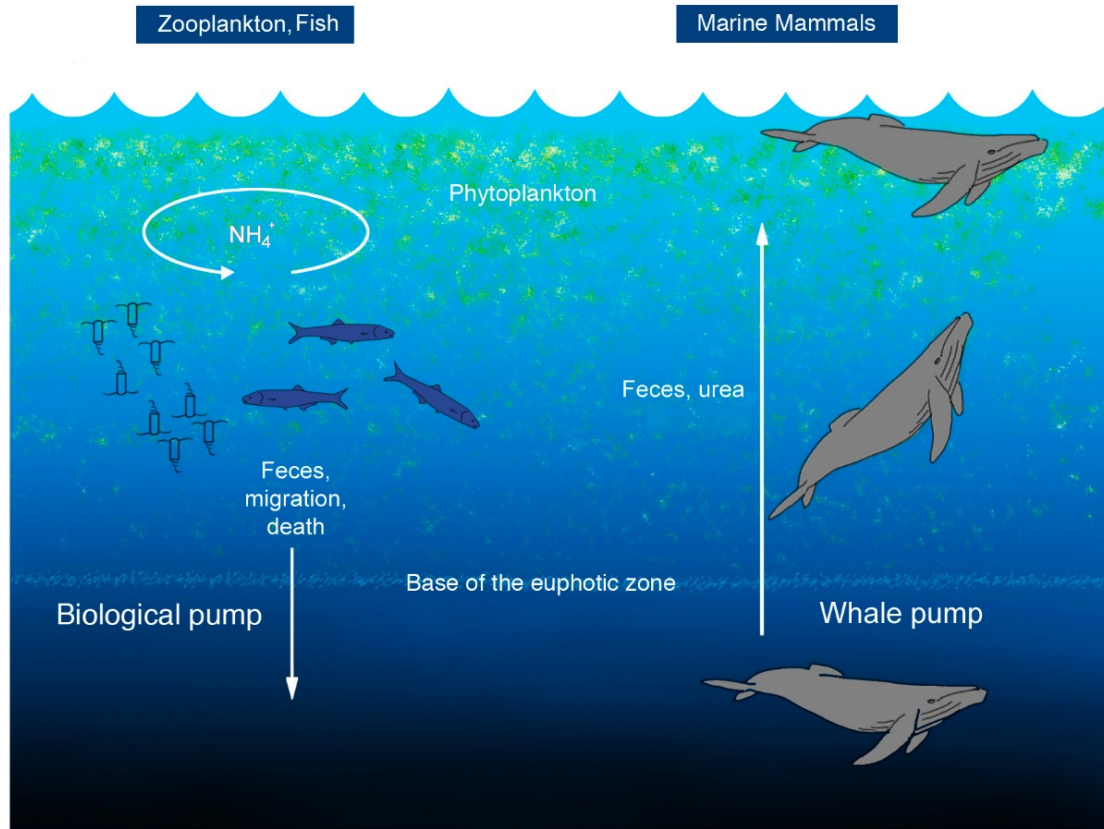 Zooplankton, Fish
Marine Mammals
Phytoplankton
NH₄⁺
Feces, urea
Feces,
migration,
death
Base of the euphotic zone
Biological pump
Whale pump